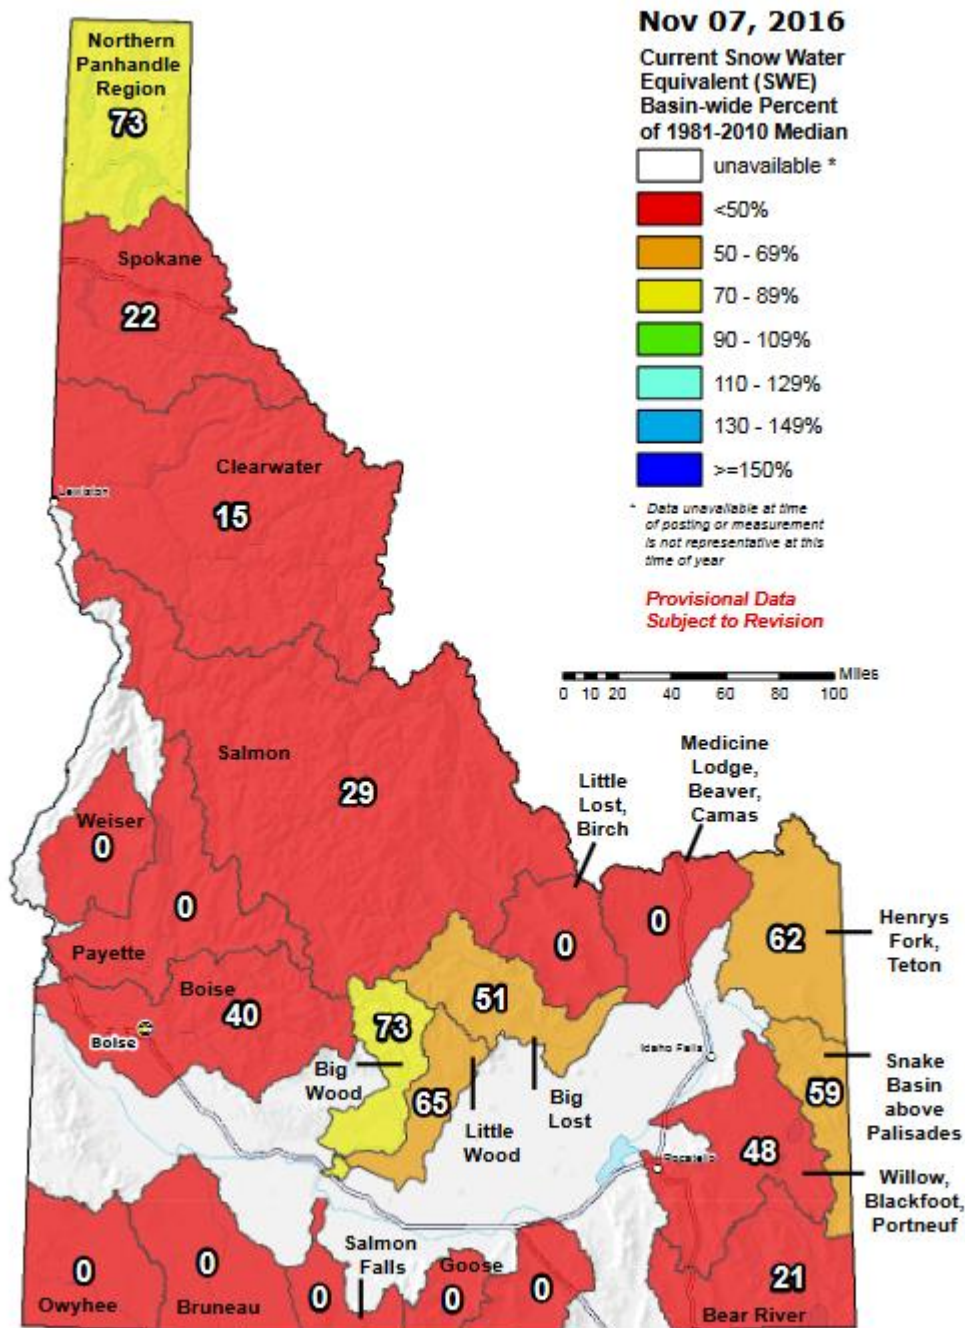 Nov 07, 2016
Current Snow Water
Equivalent (SWE)
Basin-wide Percent
of 1981-2010 Median
unavailable *
<50%
50 - 69%
70 - 89%
90 - 109%
110 - 129%
130 - 149%
>=150%
* Data unavailable at time
of posting or measurement
is not representative at this
time of year
Provisional Data
Subject to Revision
Miles
0 10 20 40 60 80 100
Northern
Panhandle
Region
73
Spokane
22
Clearwater
15
Lewiston
Salmon
29
Weiser
0
0
Payette
Boise
40
Boise
Little
Lost,
Birch
0
Medicine
Lodge,
Beaver,
Camas
0
62
Henrys
Fork,
Teton
51
73
Big
Wood
65
Little
Wood
Big
Lost
Idaho Falls
59
Snake
Basin
above
Palisades
48
Pocatello
Willow,
Blackfoot,
Portneuf
0
Owyhee
0
Bruneau
Salmon
Falls
0
Goose
0
0
21
Bear River